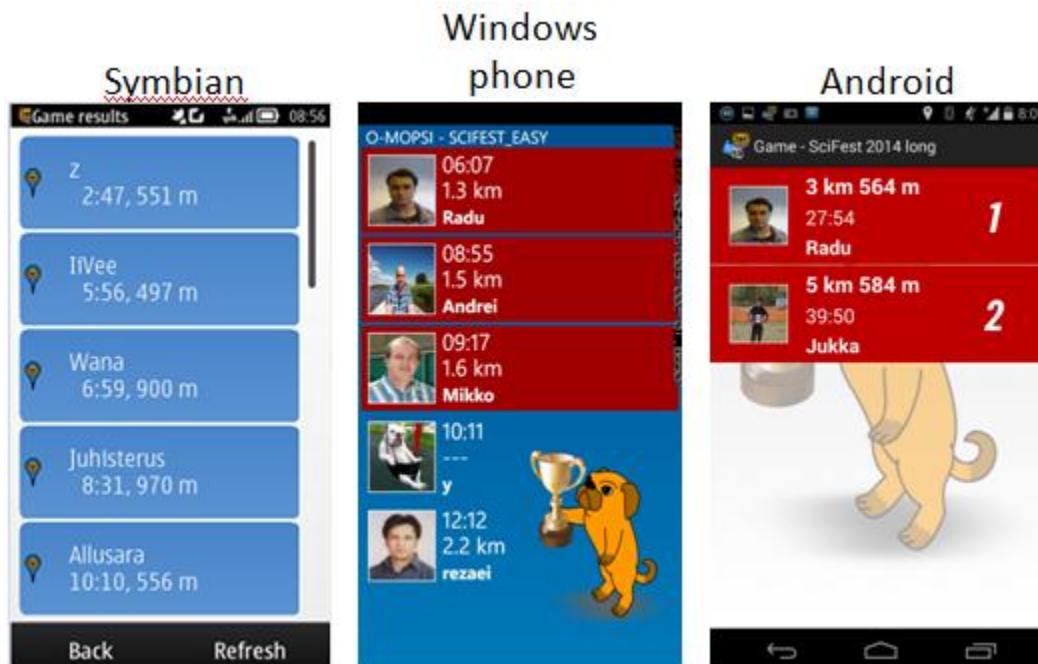 Symbian
Game results 08:56
Z
2:47, 551 m
IiVee
5:56, 497 m
Wana
6:59, 900 m
Juhisterus
8:31, 970 m
Allusara
10:10, 556 m
Back Refresh
Windows
phone
O-MOPSI - SCIFEST_EASY
06:07
1.3 km
Radu
08:55
1.5 km
Andrei
09:17
1.6 km
Mikko
10:11
---
y
12:12
2.2 km
rezaei
Android
Game - SciFest 2014 long
3 km 564 m
27:54
Radu
1
5 km 584 m
39:50
Jukka
2